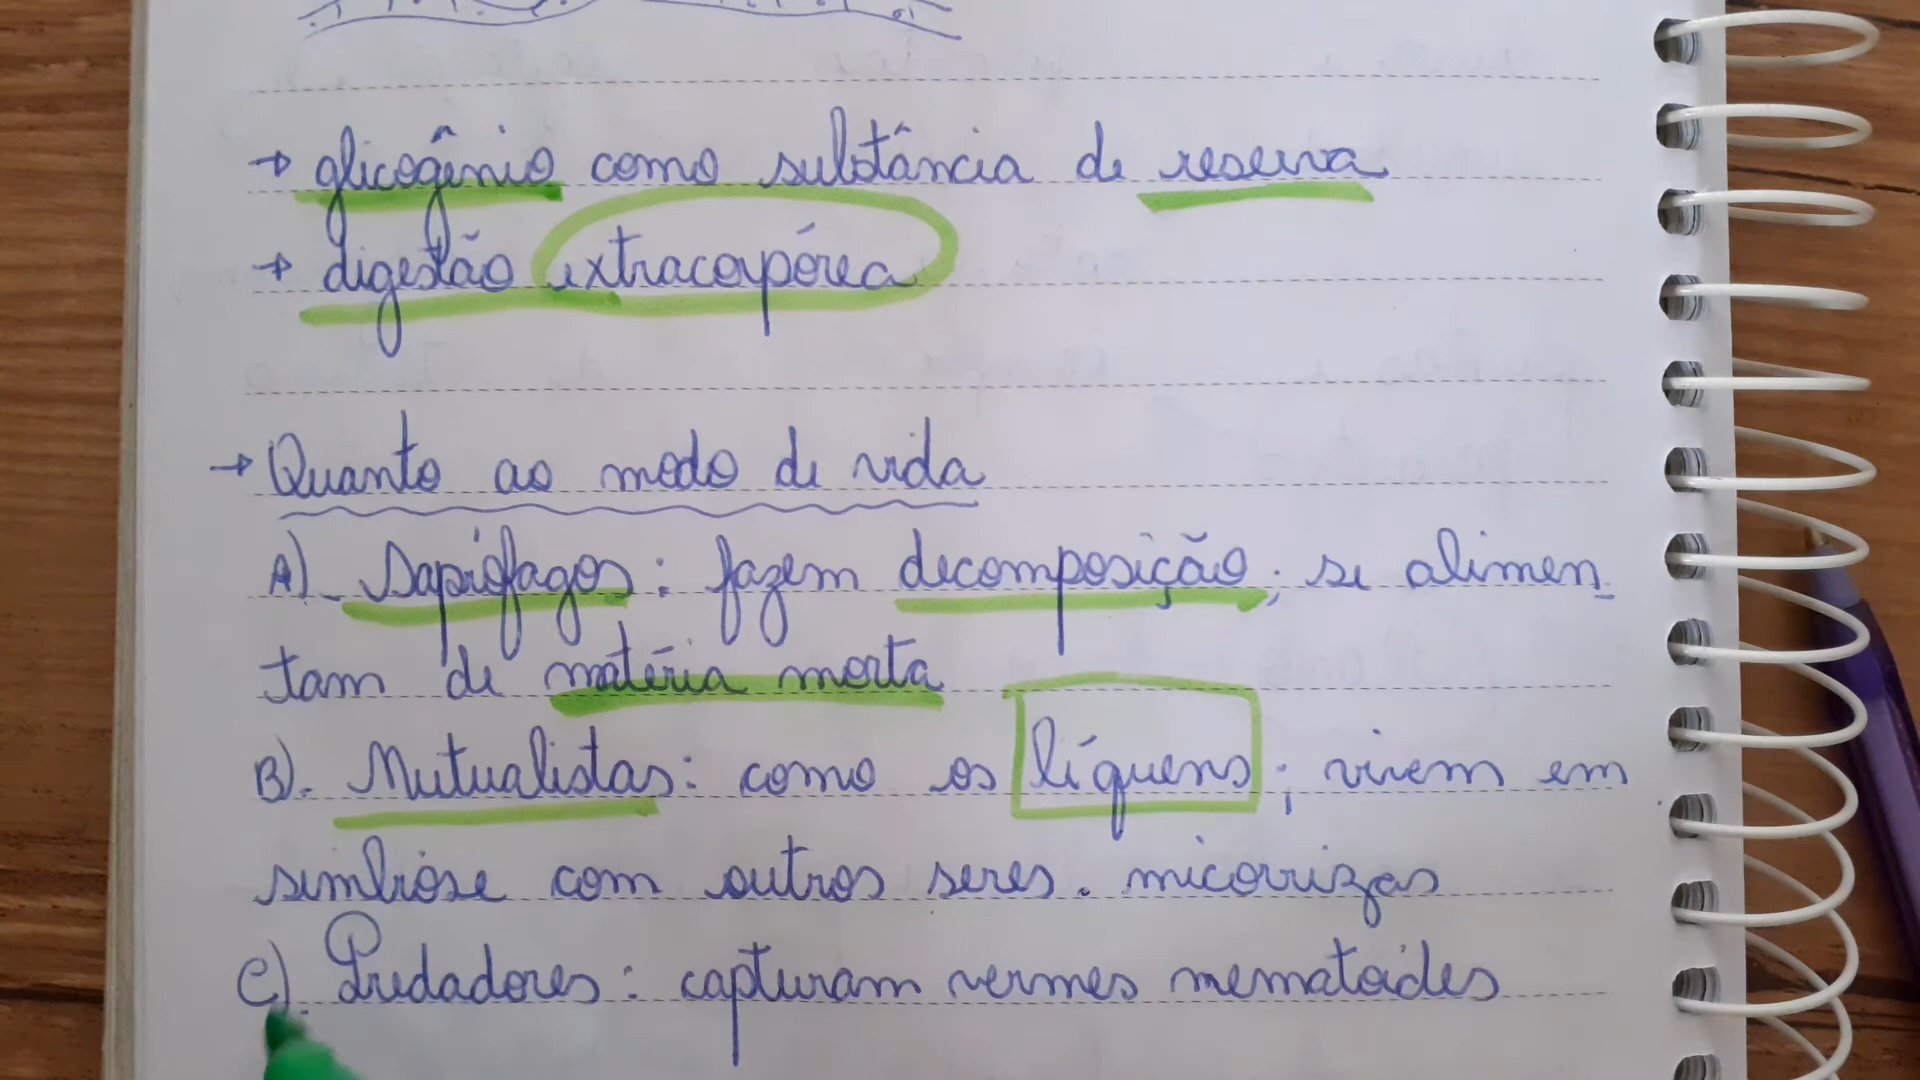 → glicogênio como substância de reserva
→ digestão extracorpórea
→ Quanto ao modo de vida
A). Sapiófagos: fazem decomposição; se alimen
tam de matéria morta
B). Mutualistas: como os líquens; vivem em
simbiose com outros seres. micorrizas
C). Predadores: capturam vermes nematoides